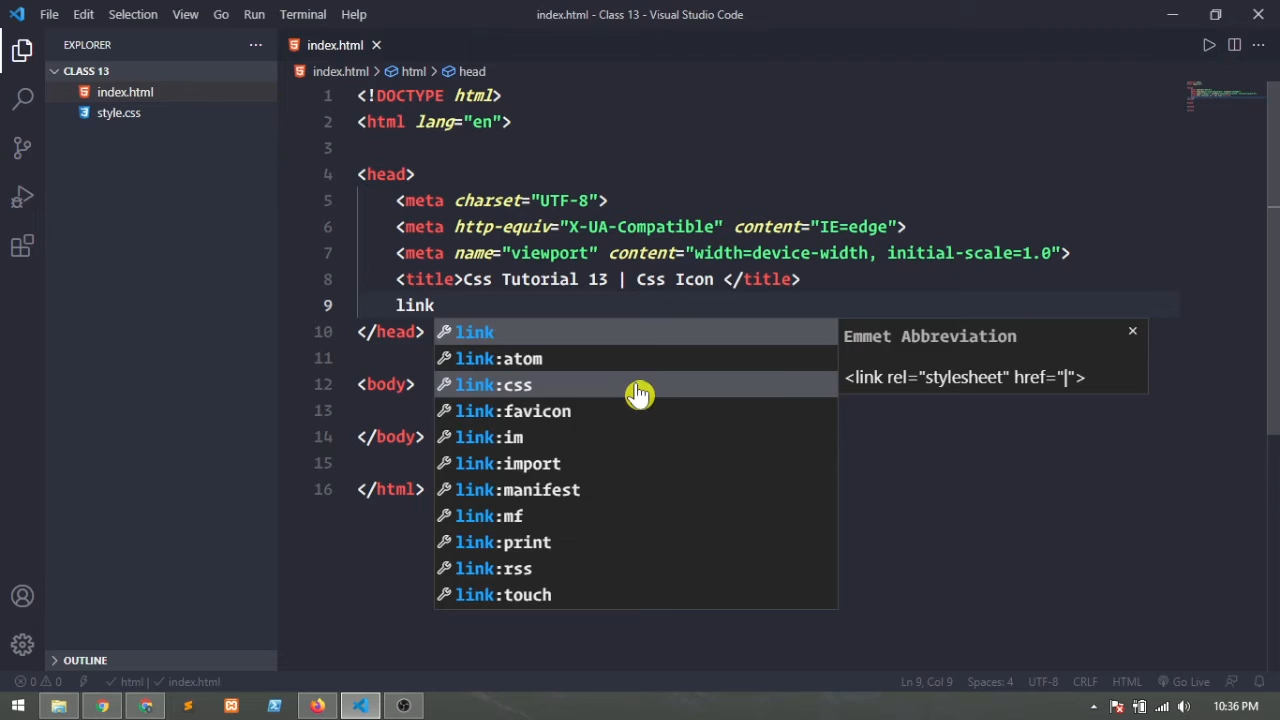 File Edit Selection View Go Run Terminal Help index.html - Class 13 - Visual Studio Code
EXPLORER
CLASS 13
index.html
style.css
OUTLINE
index.html
index.html > html > head
1 <!DOCTYPE html>
2 <html lang="en">
3
4 <head>
5 <meta charset="UTF-8">
6 <meta http-equiv="X-UA-Compatible" content="IE=edge">
7 <meta name="viewport" content="width=device-width, initial-scale=1.0">
8 <title>Css Tutorial 13 | Css Icon </title>
9 link
10 </head>
11
12 <body>
13
14 </body>
15
16 </html>
link
link:atom
link:css
link:favicon
link:im
link:import
link:manifest
link:mf
link:print
link:rss
link:touch
Emmet Abbreviation
<link rel="stylesheet" href="|">
0 0 html | index.html Ln 9, Col 9 Spaces: 4 UTF-8 CRLF HTML Go Live
10:36 PM